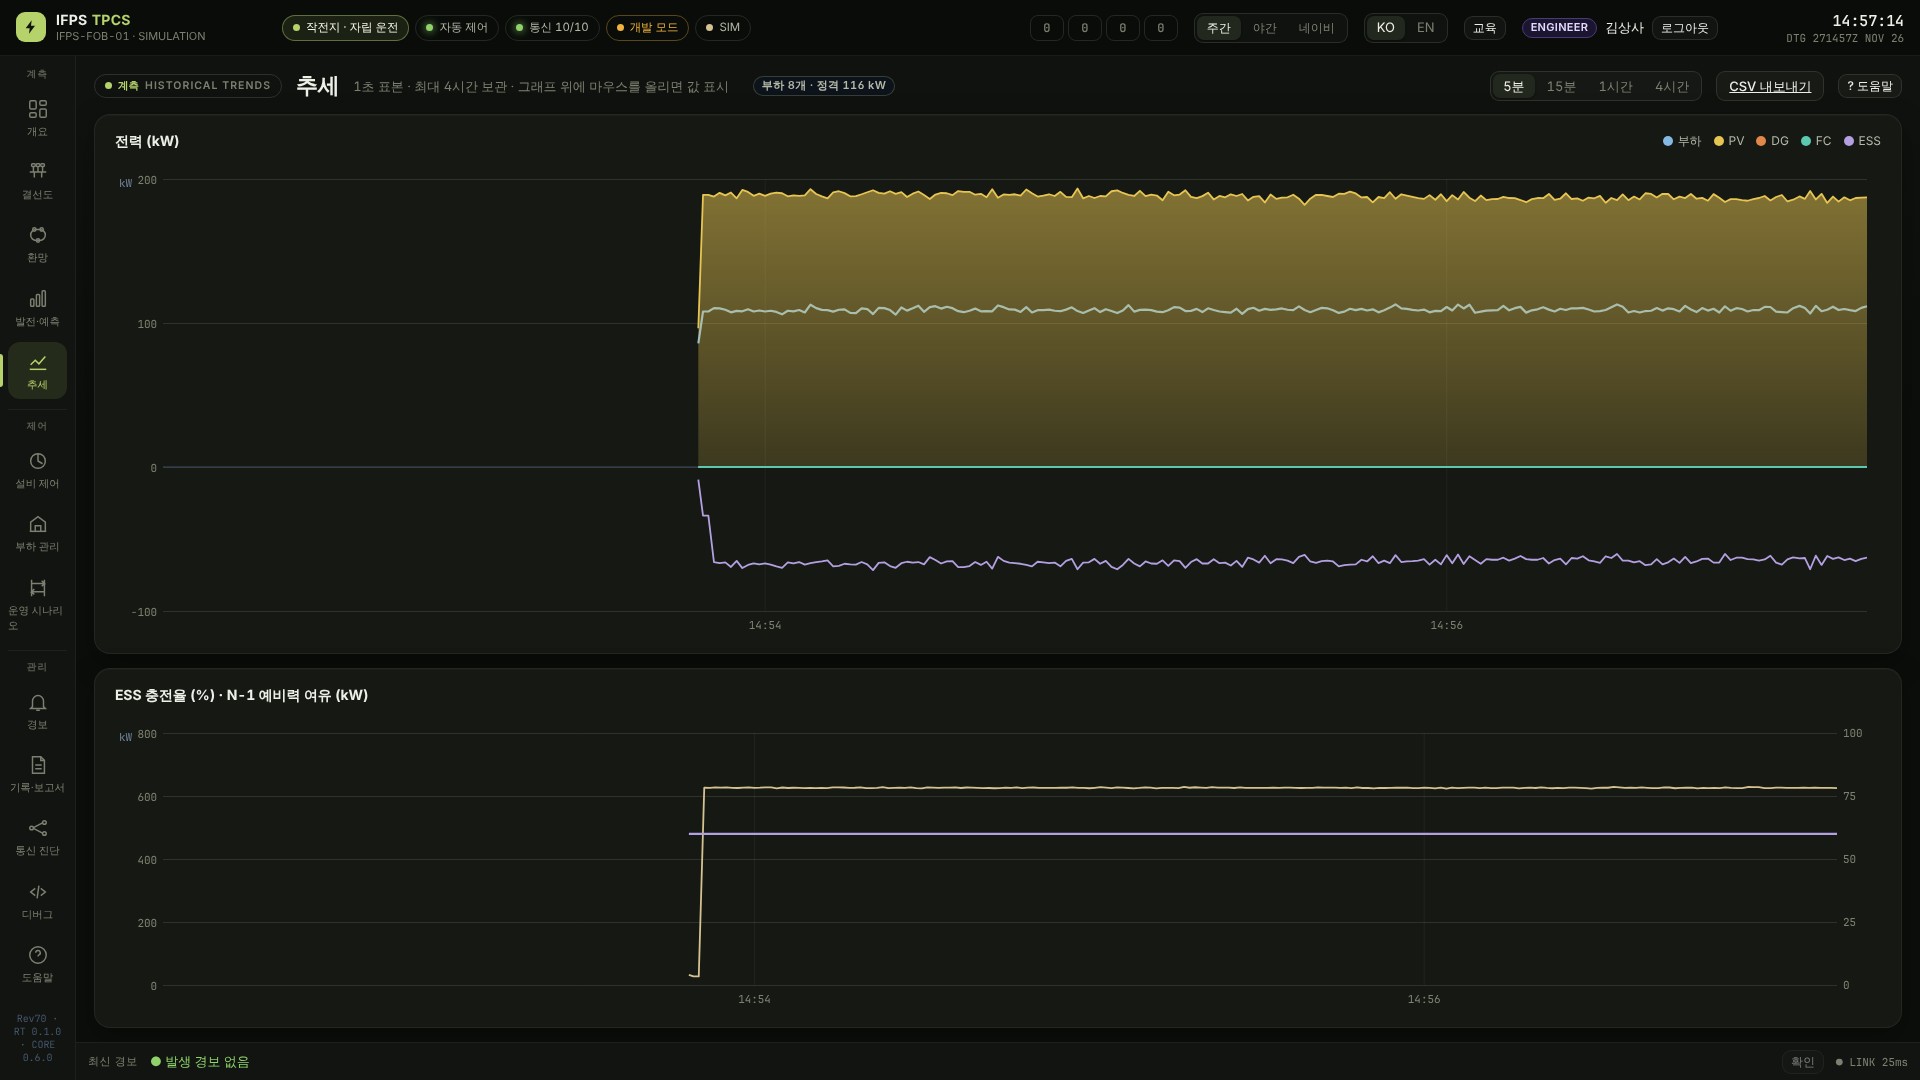 IFPS TPCS
IFPS-FOB-01 · SIMULATION
작전지 · 자립 운전
자동 제어
통신 10/10
개발 모드
SIM
0 0 0 0
주간 야간 네이비
KO EN
교육
ENGINEER 김상사 로그아웃
14:57:14
DTG 271457Z NOV 26
계측
개요
결선도
환망
발전·예측
추세
제어
설비 제어
부하 관리
운영 시나리
오
관리
경보
기록·보고서
통신 진단
디버그
도움말
Rev70 ·
RT 0.1.0
· CORE
0.6.0
계측 HISTORICAL TRENDS
추세
1초 표본 · 최대 4시간 보관 · 그래프 위에 마우스를 올리면 값 표시
부하 8개 · 정격 116 kW
5분 15분 1시간 4시간
CSV 내보내기
? 도움말
전력 (kW)
부하 PV DG FC ESS
kW 200
100
0
-100
14:54 14:56
ESS 충전율 (%) · N-1 예비력 여유 (kW)
kW 800 100
600 75
400 50
200 25
0 0
14:54 14:56
최신 경보 발생 경보 없음
확인 LINK 25ms